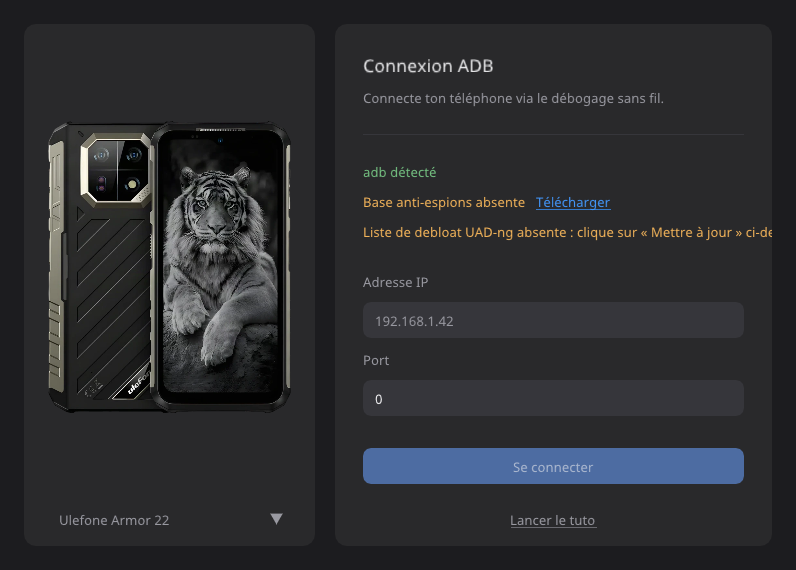 Connexion ADB
Connecte ton téléphone via le débogage sans fil.
adb détecté
Base anti-espions absente Télécharger
Liste de debloat UAD-ng absente : clique sur « Mettre à jour » ci-de
Adresse IP
192.168.1.42
Port
0
Se connecter
Ulefone Armor 22
▼
Lancer le tuto